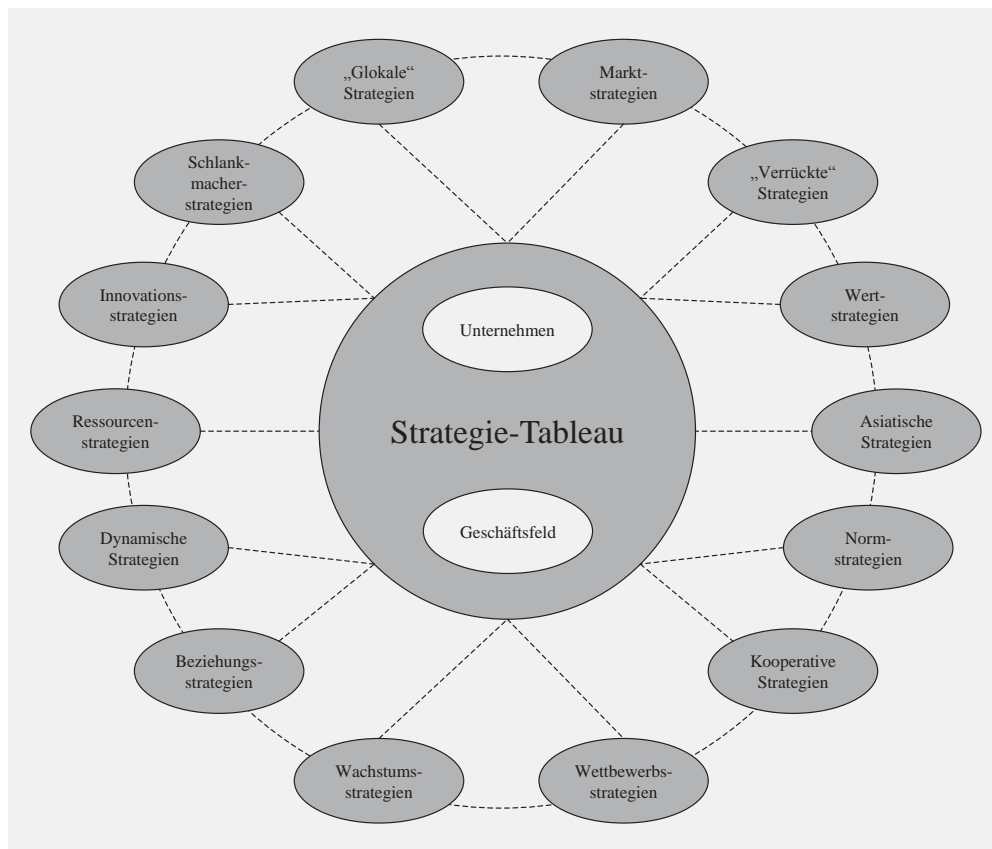 „Glokale“
Strategien
Markt-
strategien
Schlank-
macher-
strategien
„Verrückte“
Strategien
Innovations-
strategien
Wert-
strategien
Unternehmen
Ressourcen-
strategien
Strategie-Tableau
Asiatische
Strategien
Geschäftsfeld
Dynamische
Strategien
Norm-
strategien
Beziehungs-
strategien
Kooperative
Strategien
Wachstums-
strategien
Wettbewerbs-
strategien